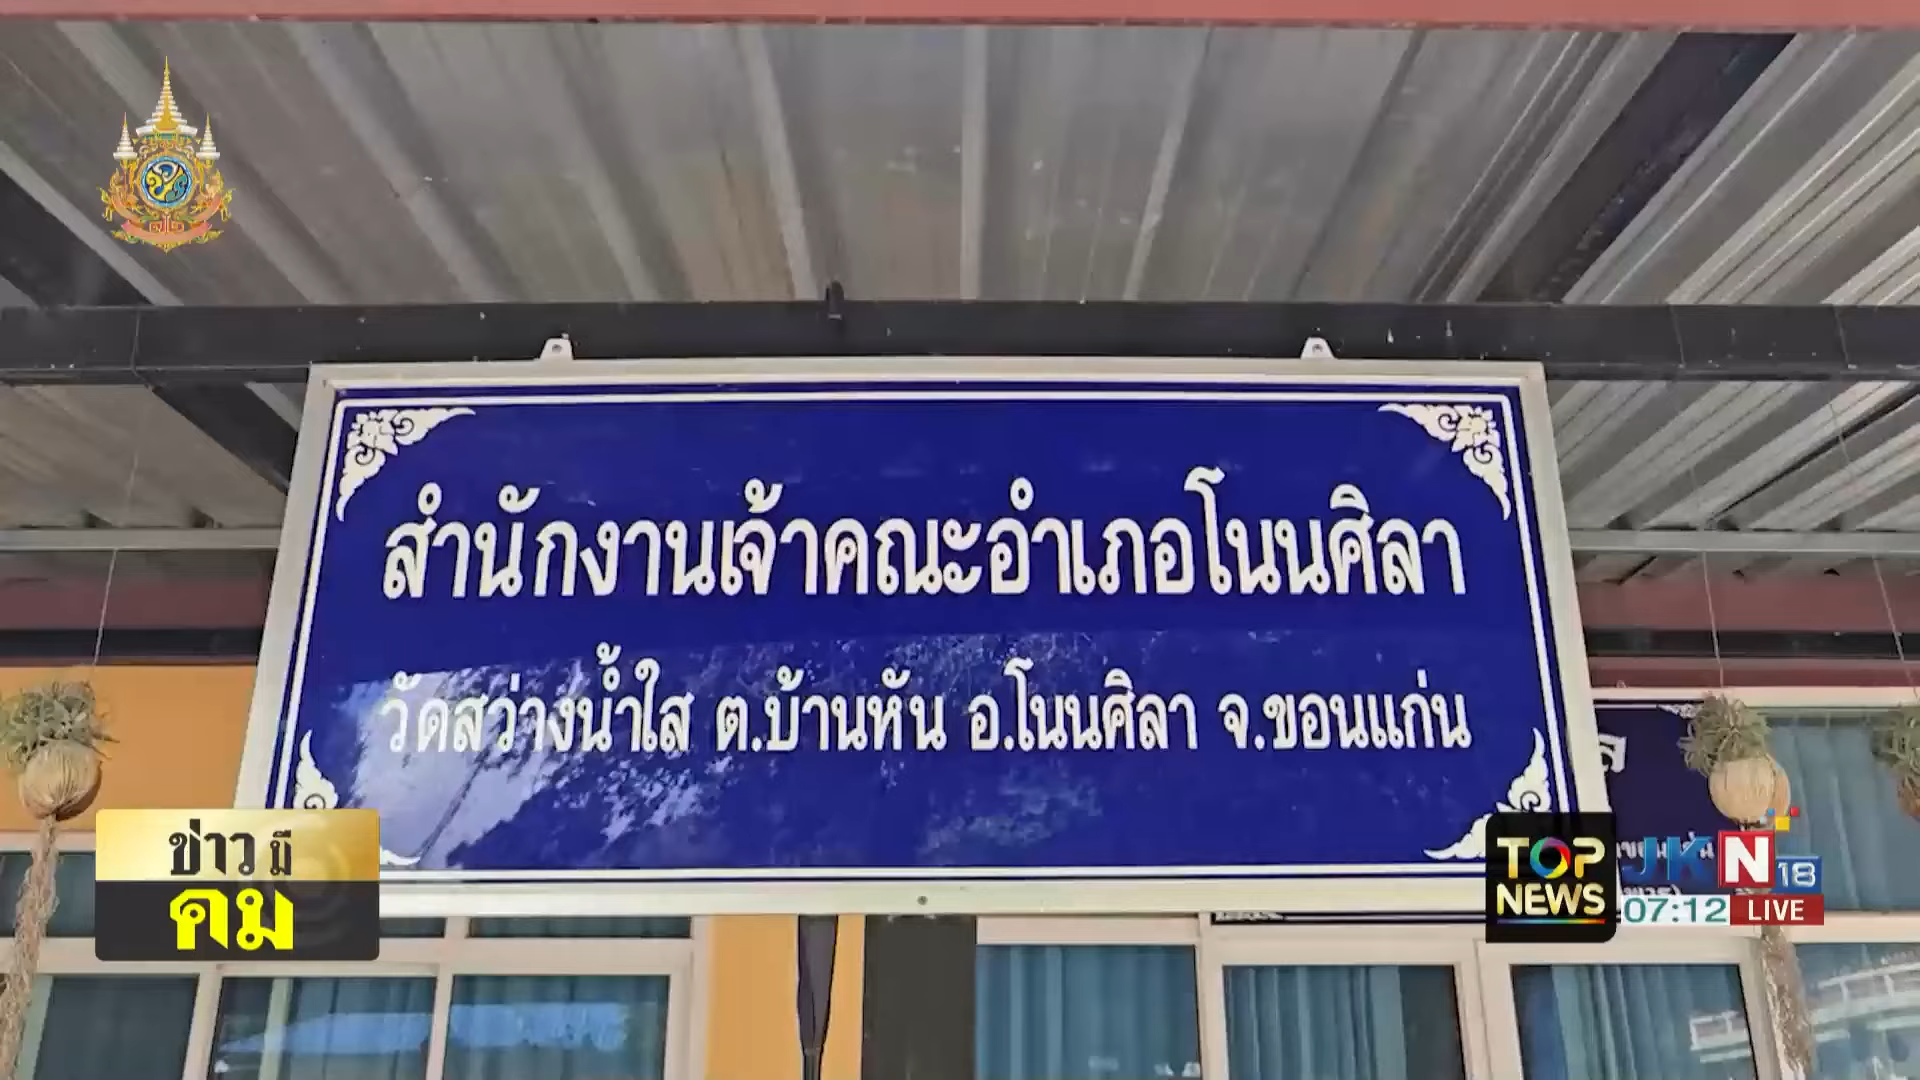 สำนักงานเจ้าคณะอำเภอโนนศิลา
วัดสว่างน้ำใส ต.บ้านหัน อ.โนนศิลา จ.ขอนแก่น
ข่าวมี
คม
TOP
NEWS
JKN
18
07:12
LIVE